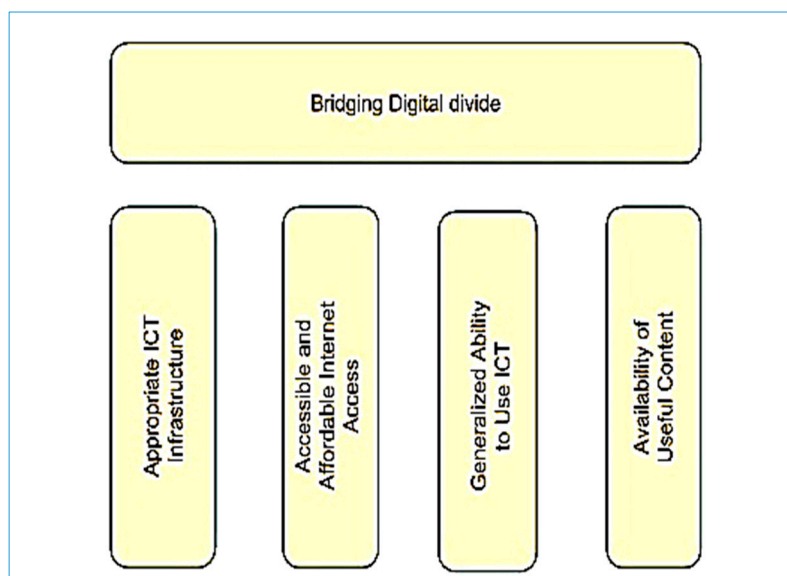 Bridging Digital divide
Appropriate ICT
Infrastructure
Accessible and
Affordable Internet
Access
Generalized Ability
to Use ICT
Availability of
Useful Content